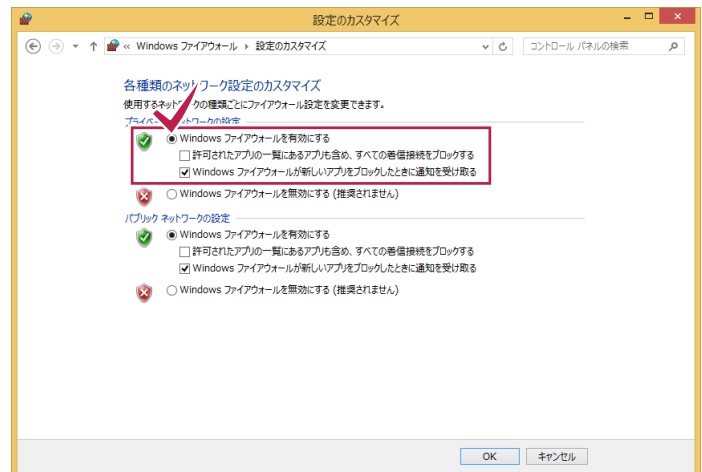 設定のカスタマイズ
« Windows ファイアウォール 設定のカスタマイズ
コントロール パネルの検索
各種類のネットワーク設定のカスタマイズ
使用するネットワークの種類ごとにファイアウォール設定を変更できます。
プライベート ネットワークの設定
Windows ファイアウォールを有効にする
許可されたアプリの一覧にあるアプリも含め、すべての着信接続をブロックする
Windows ファイアウォールが新しいアプリをブロックしたときに通知を受け取る
Windows ファイアウォールを無効にする (推奨されません)
パブリック ネットワークの設定
Windows ファイアウォールを有効にする
許可されたアプリの一覧にあるアプリも含め、すべての着信接続をブロックする
Windows ファイアウォールが新しいアプリをブロックしたときに通知を受け取る
Windows ファイアウォールを無効にする (推奨されません)
OK キャンセル